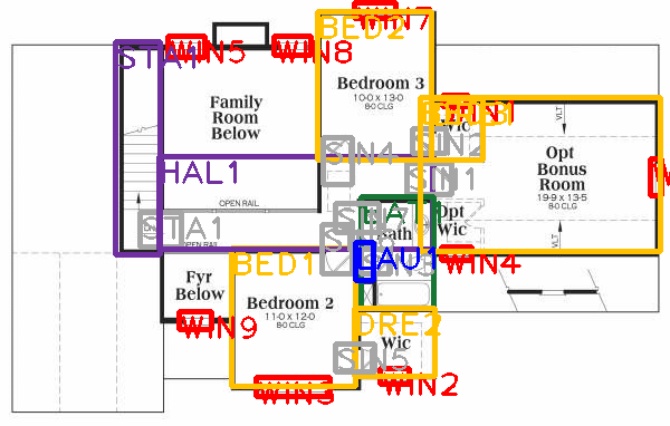 WIN7
BED2
STA1
WIN5
WIN8
Bedroom 3
10-0 x 13-0
8-0 CLG
Family
Room
Below
WIN1
Wic
SIN2
VLT
SIN4
HAL1
SIN1
Opt
Bonus
Room
19-9 x 13-5
8-0 CLG
OPEN RAIL
BAT1
Opt
Wic
Bath
STA1
VLT
OPEN RAIL
BED1
LAU1
SIN3
WIN4
Fyr
Below
Bedroom 2
11-0 x 12-0
8-0 CLG
DRE2
WIN9
Wic
SIN5
WIN3
WIN2